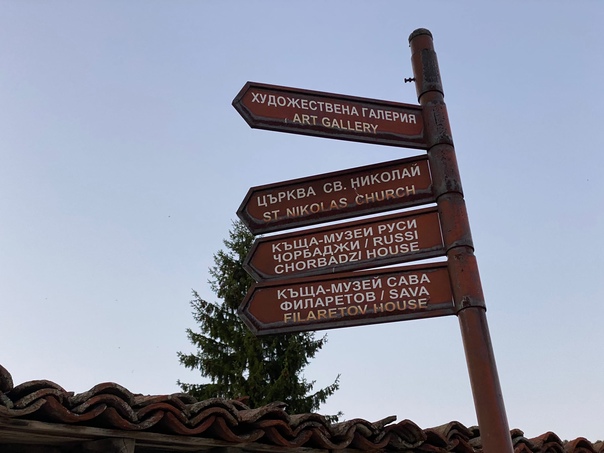 ХУДОЖЕСТВЕНА ГАЛЕРИЯ
ART GALLERY
ЦЪРКВА СВ. НИКОЛАЙ
ST NIKOLAS CHURCH
КЪЩА-МУЗЕИ РУСИ
ЧОРБАДЖИ / RUSSI
CHORBADZI HOUSE
КЪЩА-МУЗЕЙ САВА
ФИЛАРЕТОВ / SAVA
FILARETOV HOUSE